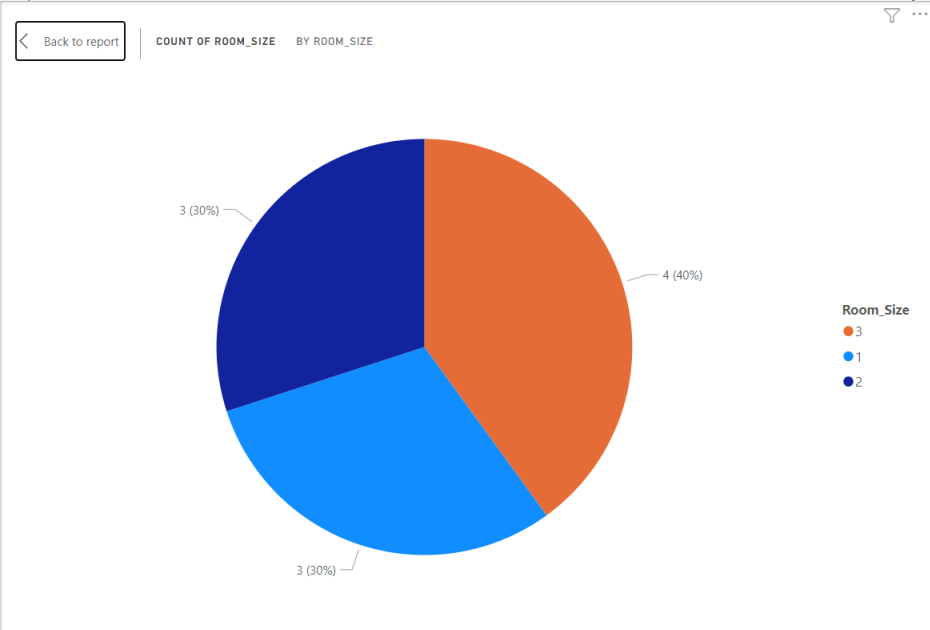 Back to report
COUNT OF ROOM_SIZE BY ROOM_SIZE
3 (30%)
4 (40%)
3 (30%)
Room_Size
3
1
2